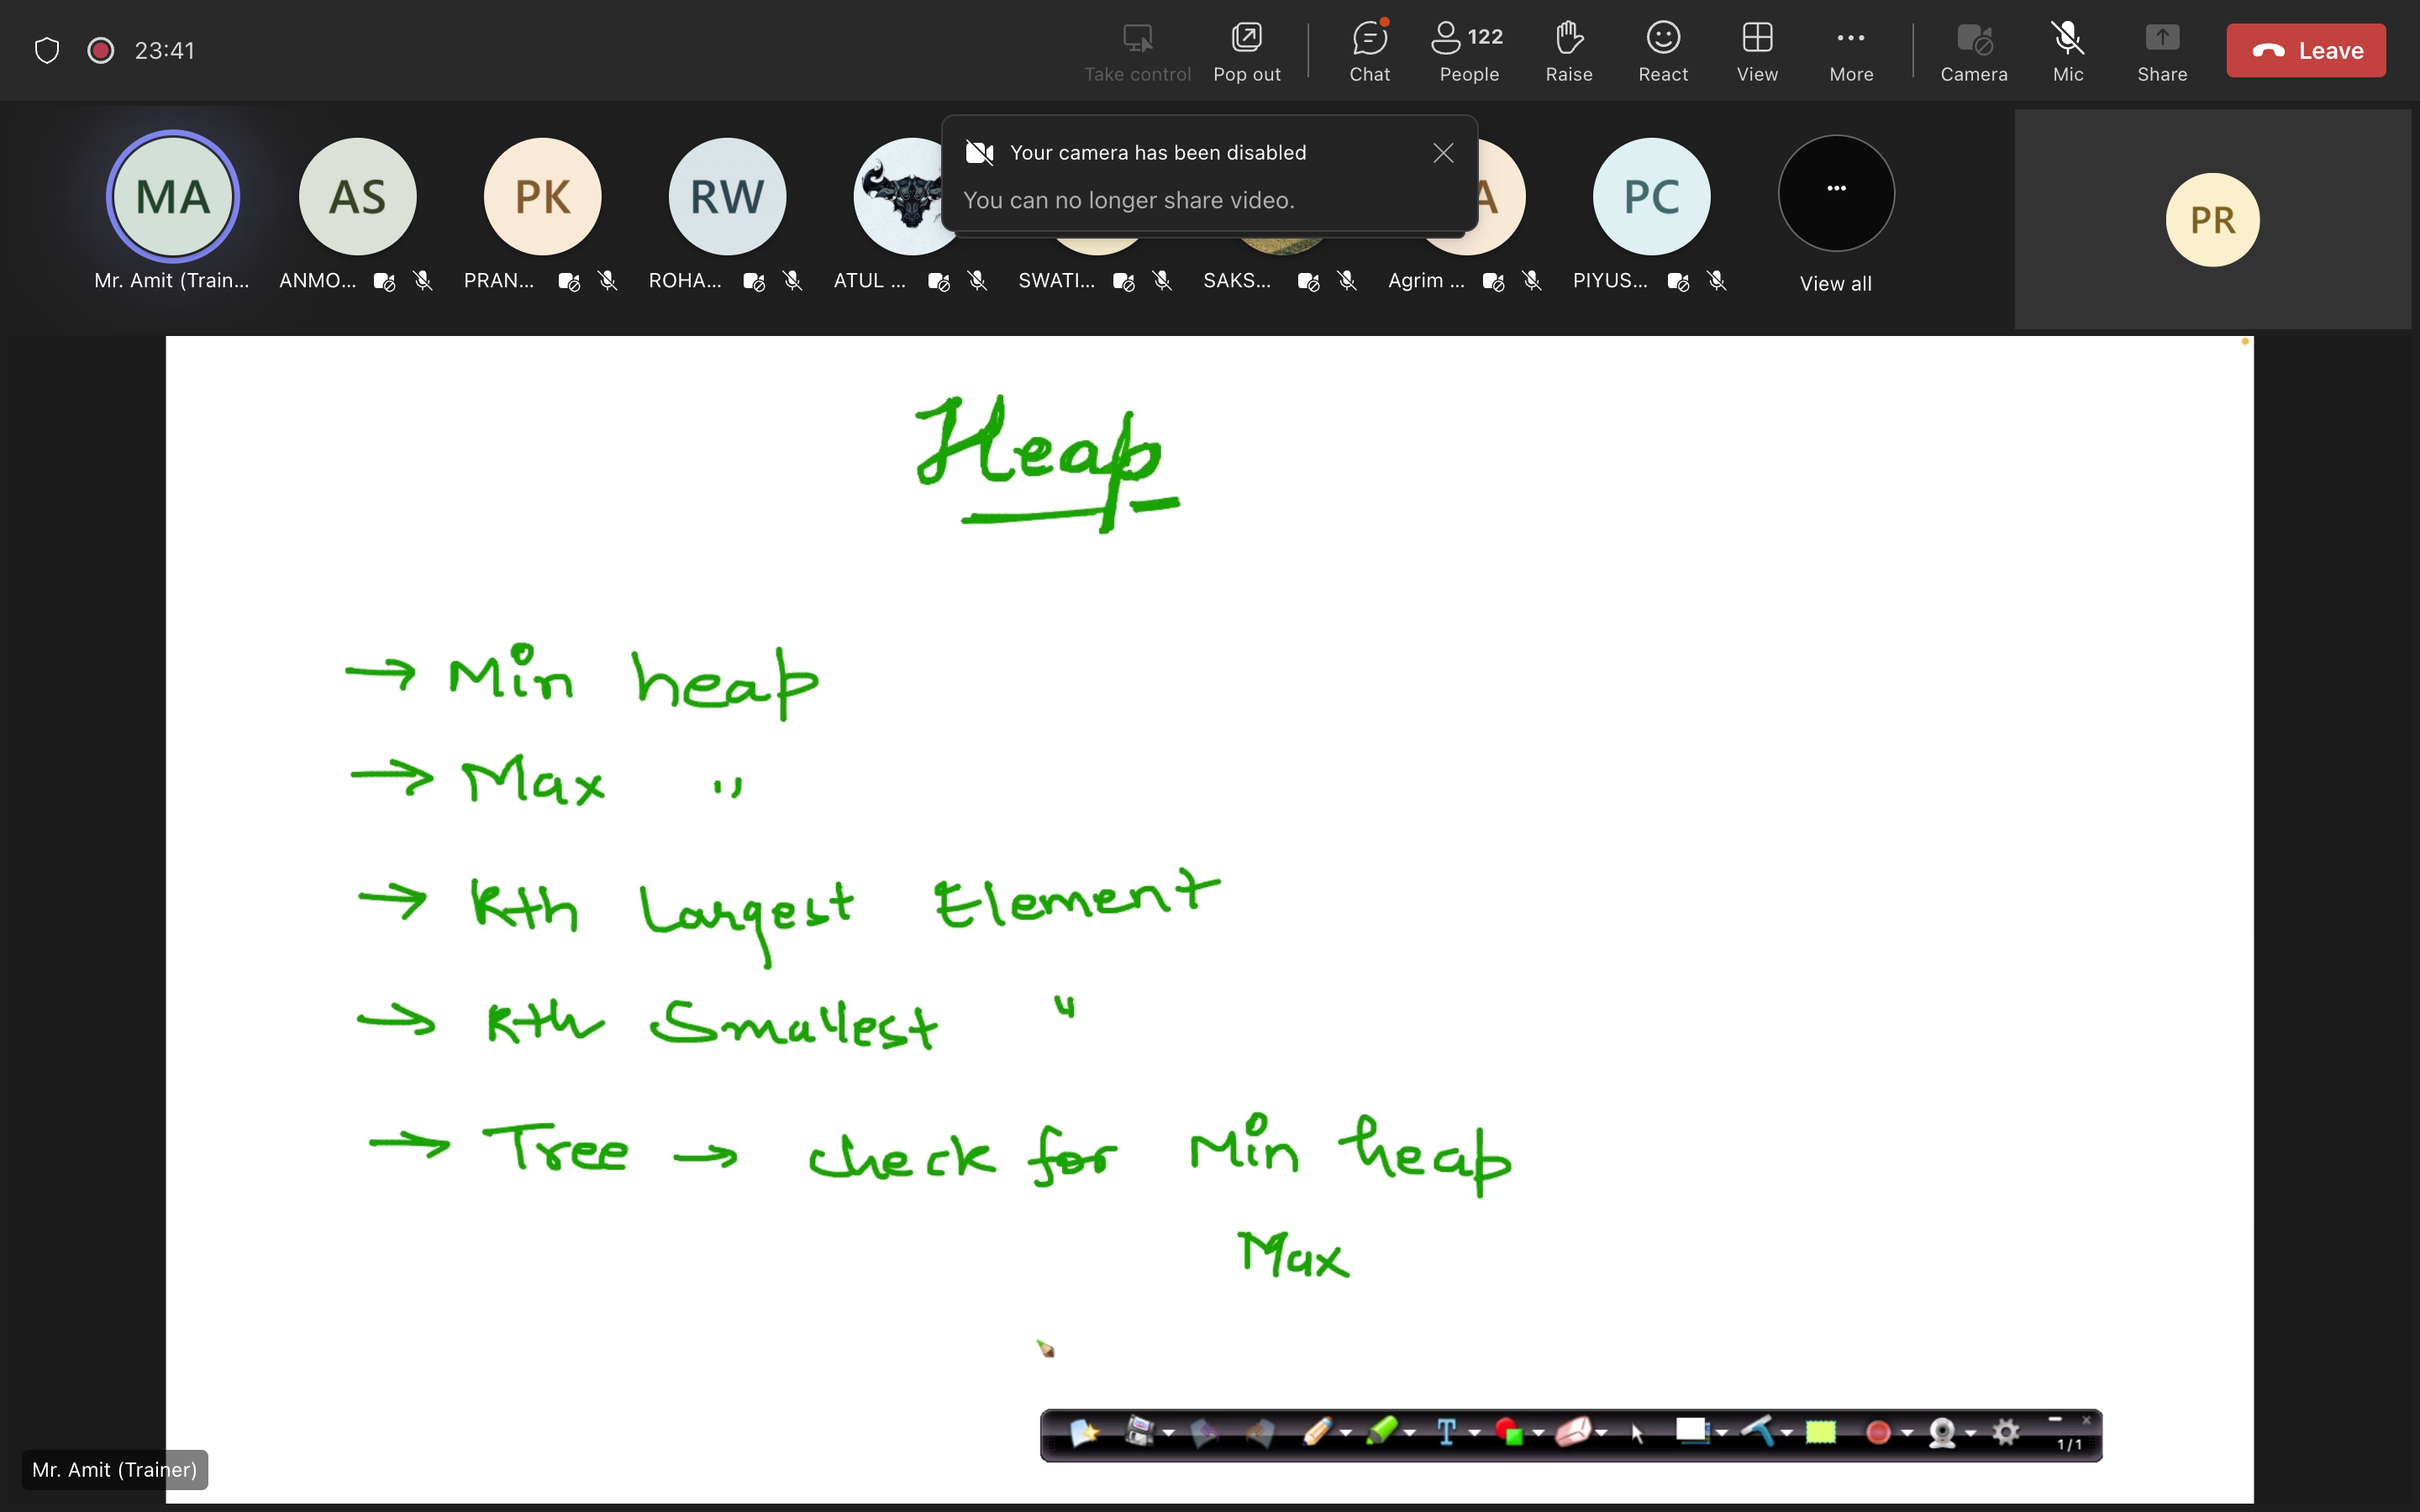 23:41
Take control
Pop out
Chat
122
People
Raise
React
View
More
Camera
Mic
Share
Leave
Your camera has been disabled
You can no longer share video.
MA
AS
PK
RW
A
PC
...
PR
Mr. Amit (Train...
ANMO...
PRAN...
ROHA...
ATUL ...
SWATI...
SAKS...
Agrim ...
PIYUS...
View all
Heap
→ Min heap
→ Max "
→ Kth Largest Element
→ Kth Smallest "
→ Tree → check for Min heap
Max
T
1/1
Mr. Amit (Trainer)